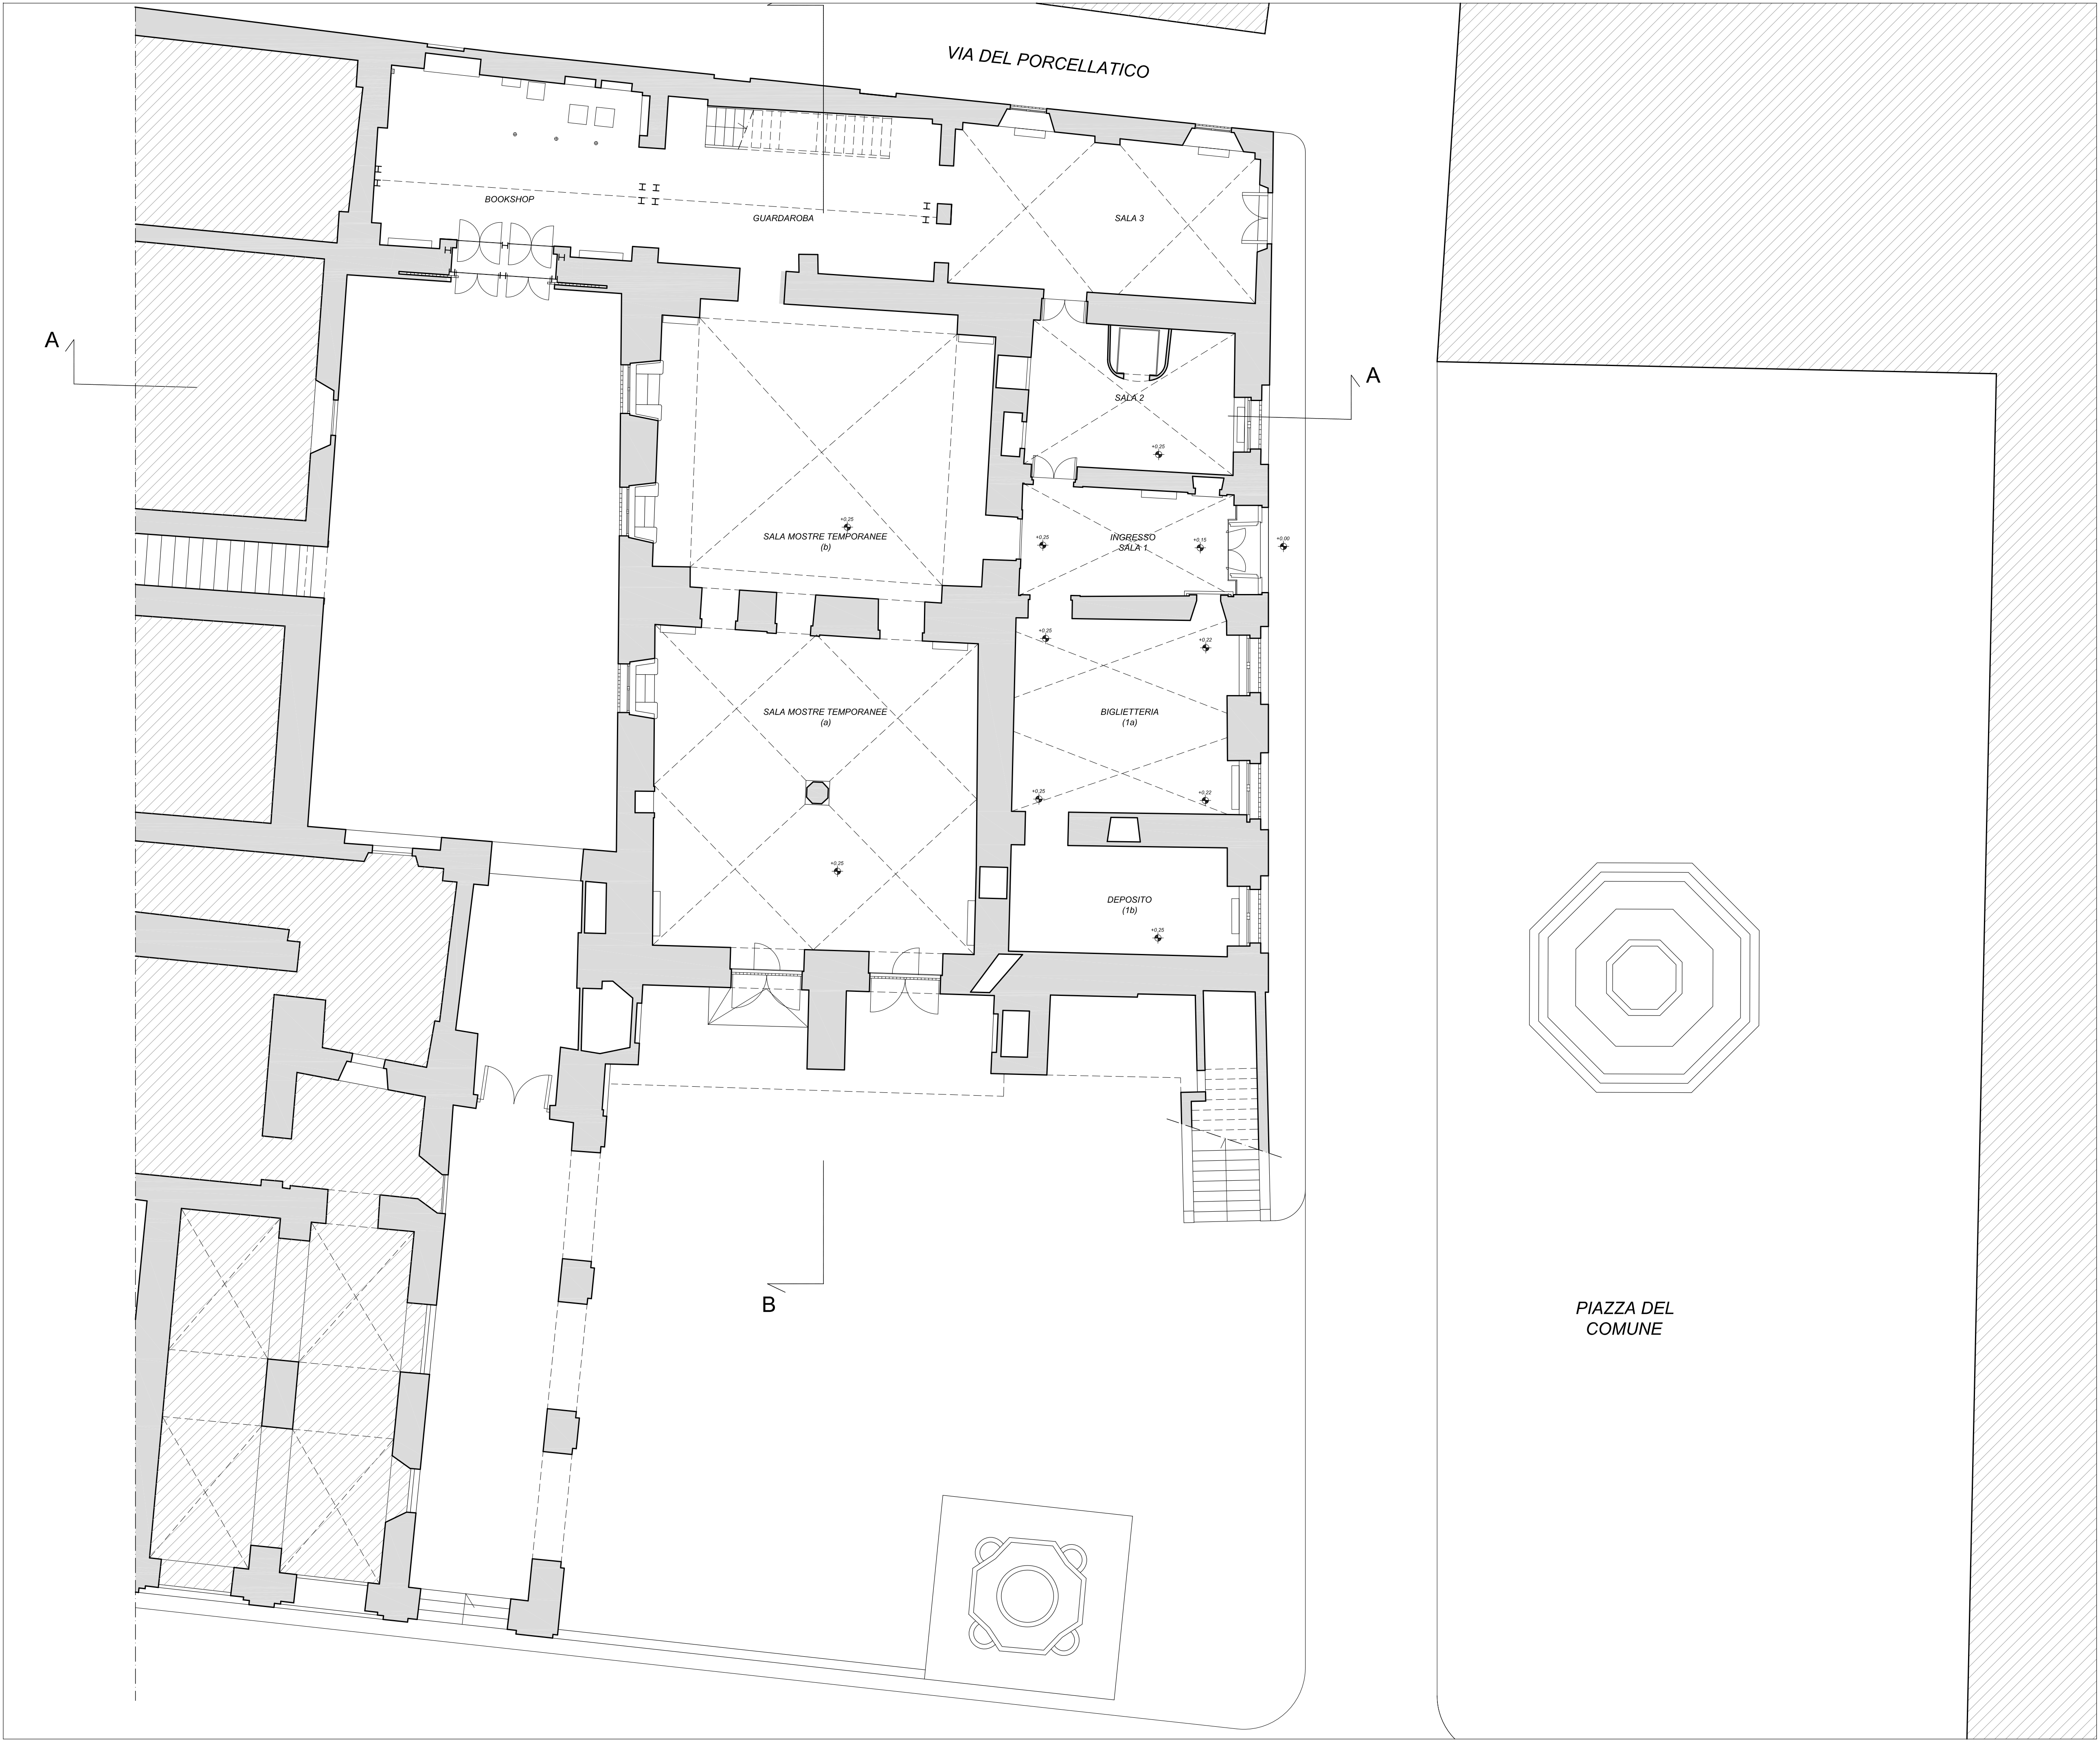 VIA DEL PORCELLATICO
BOOKSHOP
GUARDAROBA
SALA 3
A
A
SALA 2
+0,25
+0,25
SALA MOSTRE TEMPORANEE
(b)
+0,25
INGRESSO
SALA 1
+0,15
+0,00
+0,25
+0,22
SALA MOSTRE TEMPORANEE
(a)
BIGLIETTERIA
(1a)
+0,25
+0,22
+0,25
DEPOSITO
(1b)
+0,25
B
PIAZZA DEL
COMUNE